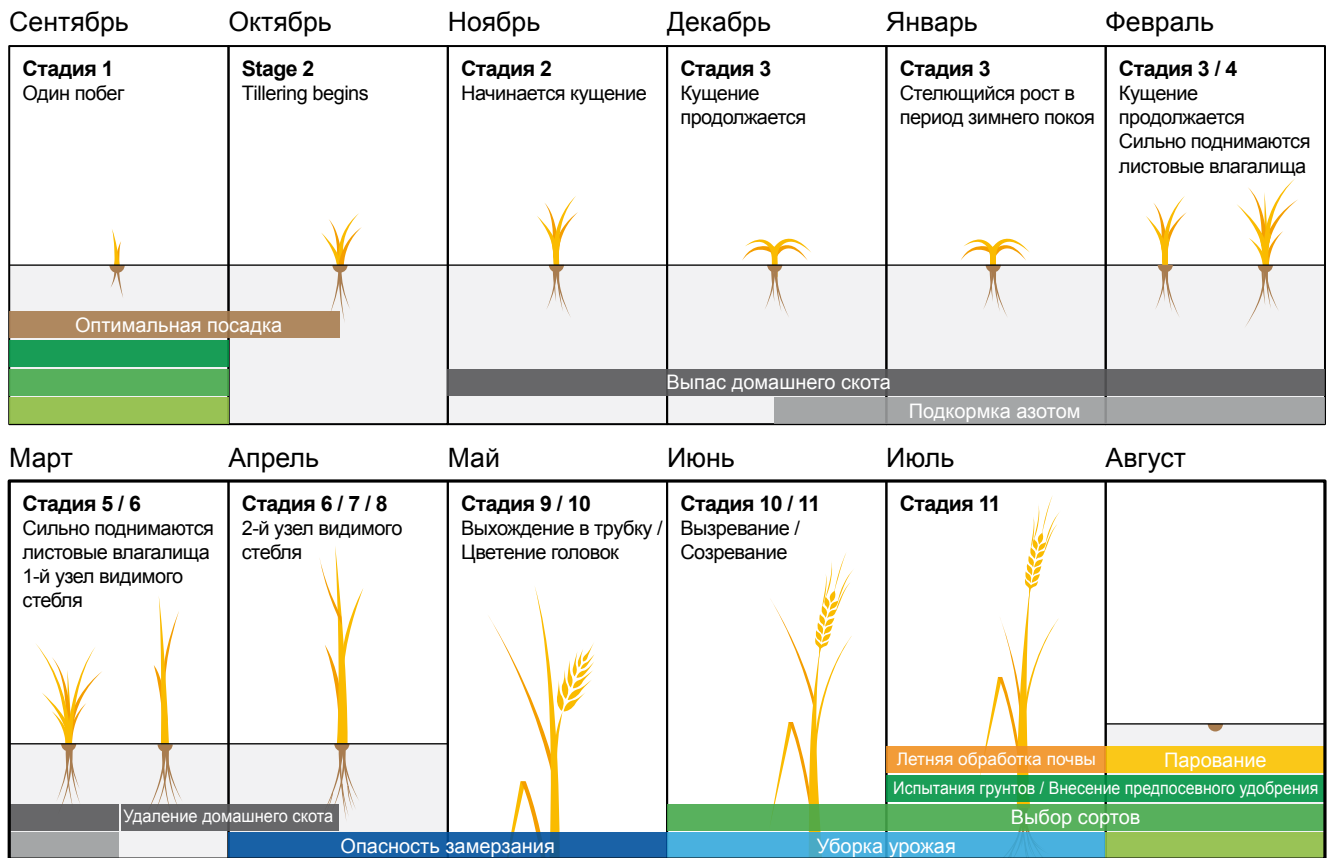 Сентябрь
Октябрь
Ноябрь
Декабрь
Январь
Февраль
Стадия 1
Один побег
Stage 2
Tillering begins
Стадия 2
Начинается кущение
Стадия 3
Кущение
продолжается
Стадия 3
Стелющийся рост в
период зимнего покоя
Стадия 3 / 4
Кущение
продолжается
Сильно поднимаются
листовые влагалища
Оптимальная посадка
Выпас домашнего скота
Подкормка азотом
Март
Апрель
Май
Июнь
Июль
Август
Стадия 5 / 6
Сильно поднимаются
листовые влагалища
1-й узел видимого
стебля
Стадия 6 / 7 / 8
2-й узел видимого
стебля
Стадия 9 / 10
Выхождение в трубку /
Цветение головок
Стадия 10 / 11
Вызревание /
Созревание
Стадия 11
Летняя обработка почвы
Парование
Испытания грунтов / Внесение предпосевного удобрения
Удаление домашнего скота
Выбор сортов
Опасность замерзания
Уборка урожая